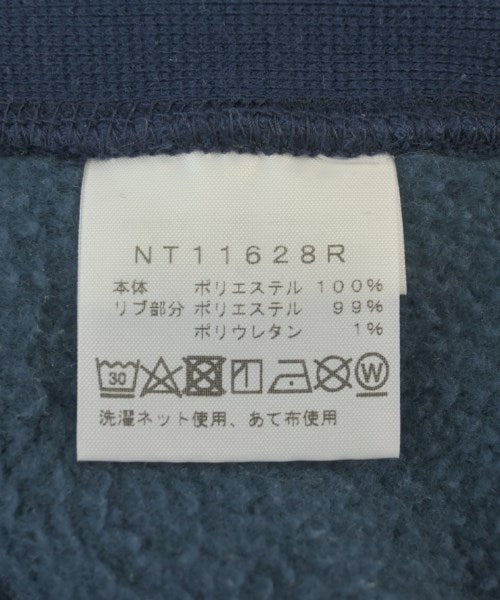 NT11628R
本体 ポリエステル 100%
リブ部分 ポリエステル 99%
ポリウレタン 1%
30 W
洗濯ネット使用、あて布使用